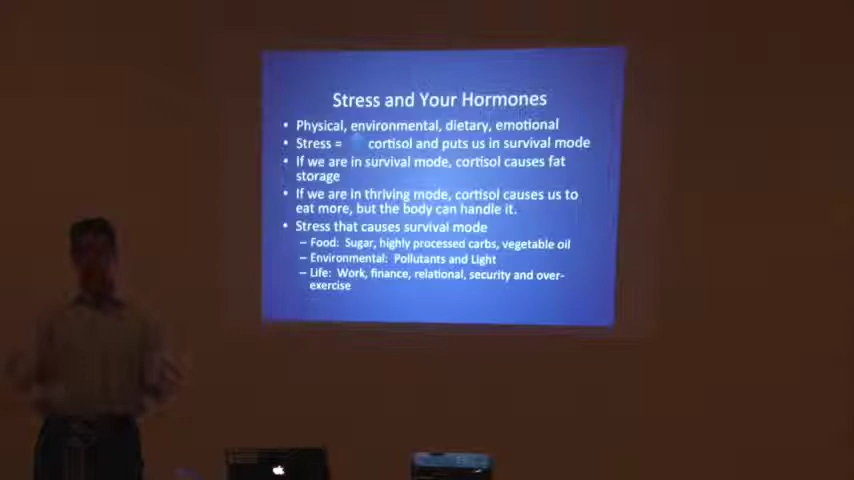 Stress and Your Hormones
• Physical, environmental, dietary, emotional
• Stress = cortisol and puts us in survival mode
• If we are in survival mode, cortisol causes fat
storage
• If we are in thriving mode, cortisol causes us to
eat more, but the body can handle it.
• Stress that causes survival mode
– Food: Sugar, highly processed carbs, vegetable oil
– Environmental: Pollutants and Light
– Life: Work, finance, relational, security and over-
exercise